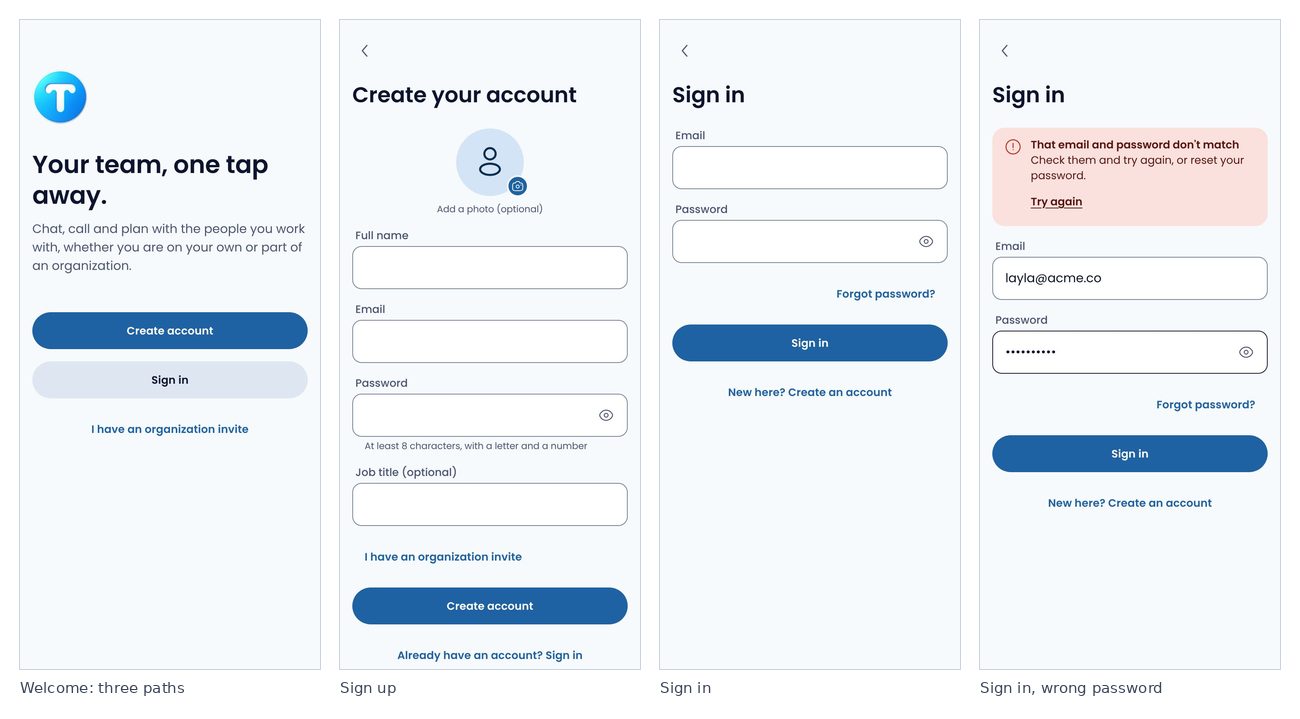 T
Your team, one tap
away.
Chat, call and plan with the people you work
with, whether you are on your own or part of
an organization.
Create account
Sign in
I have an organization invite
Welcome: three paths
Create your account
Add a photo (optional)
Full name
Email
Password
At least 8 characters, with a letter and a number
Job title (optional)
I have an organization invite
Create account
Already have an account? Sign in
Sign up
Sign in
Email
Password
Forgot password?
Sign in
New here? Create an account
Sign in
Sign in
That email and password don't match
Check them and try again, or reset your
password.
Try again
Email
layla@acme.co
Password
••••••••••
Forgot password?
Sign in
New here? Create an account
Sign in, wrong password